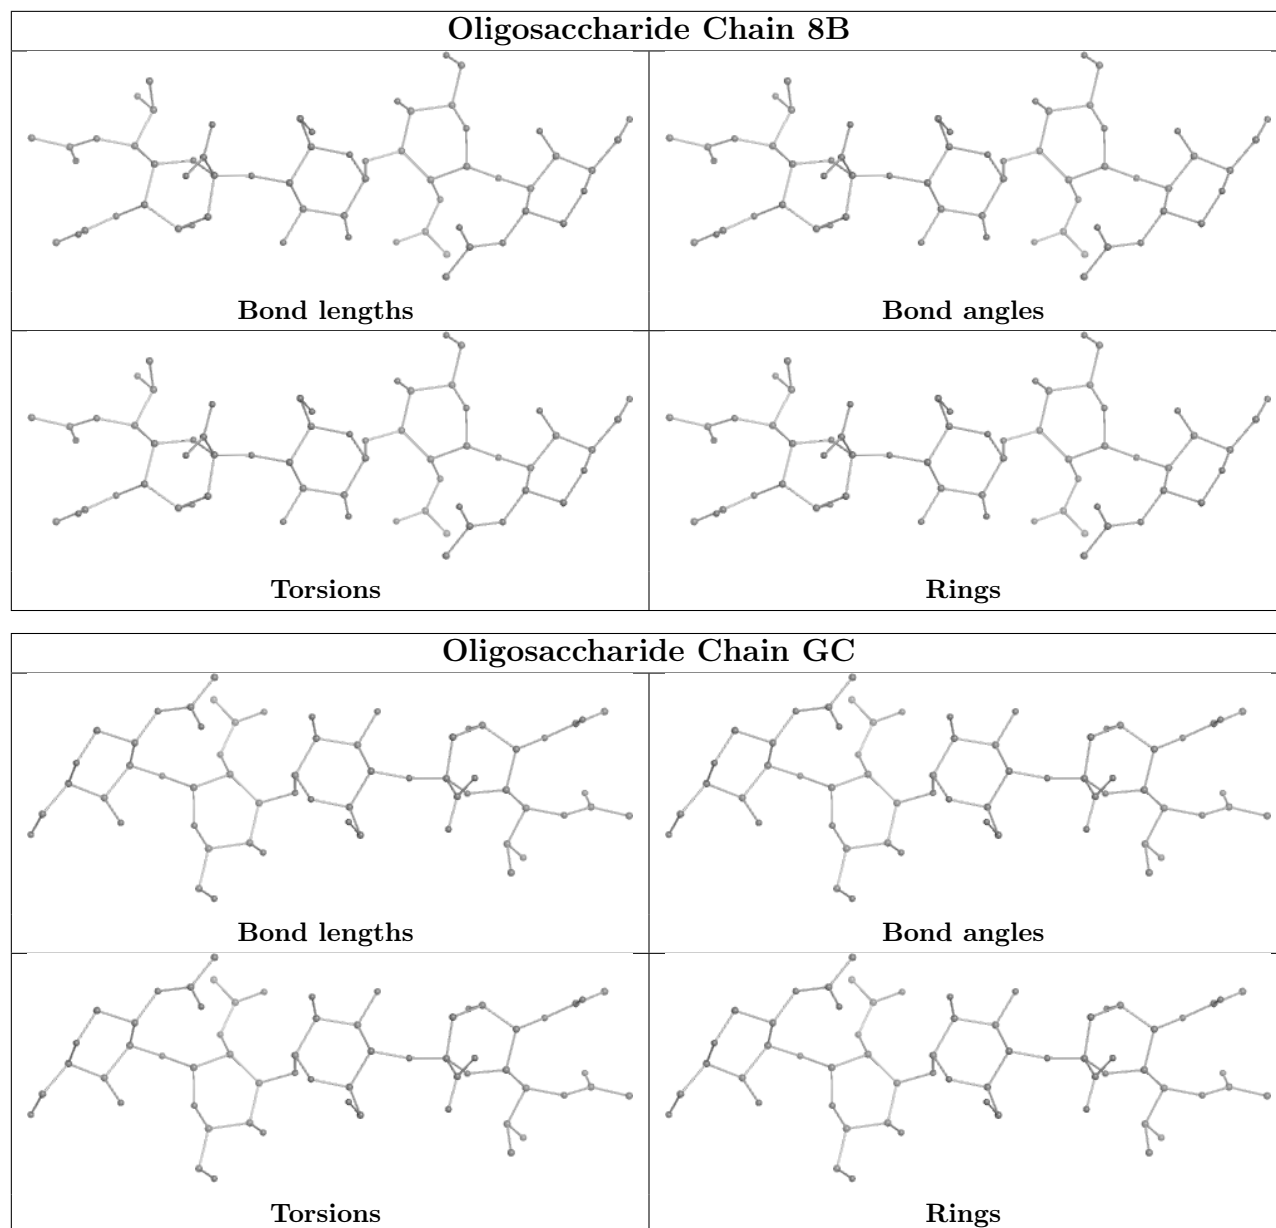 Oligosaccharide Chain 8B
Bond lengths
Bond angles
Torsions
Rings
Oligosaccharide Chain GC
Bond lengths
Bond angles
Torsions
Rings